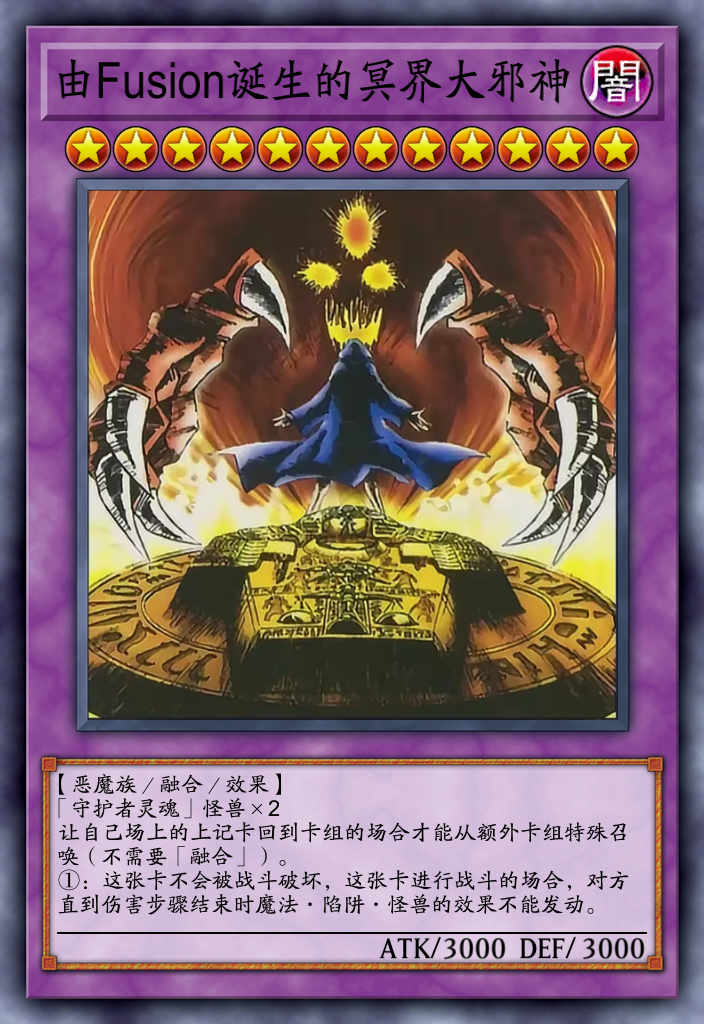 由Fusion诞生的冥界大邪神
闇
【恶魔族/融合/效果】
「守护者灵魂」怪兽×2
让自己场上的上记卡回到卡组的场合才能从额外卡组特殊召
唤(不需要「融合」)。
①:这张卡不会被战斗破坏,这张卡进行战斗的场合,对方
直到伤害步骤结束时魔法·陷阱·怪兽的效果不能发动。
ATK/3000 DEF/3000